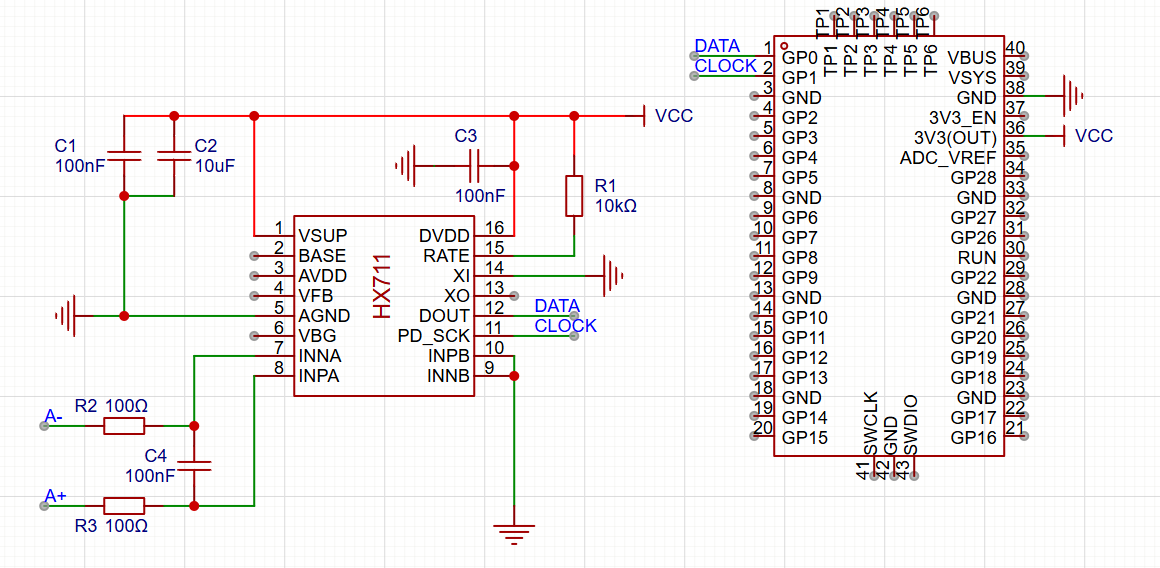 C1
100nF
C2
10uF
C3
100nF
VCC
R1
10kΩ
HX711
1 VSUP
2 BASE
3 AVDD
4 VFB
5 AGND
6 VBG
7 INNA
8 INPA
DVDD 16
RATE 15
XI 14
XO 13
DOUT 12
PD_SCK 11
INPB 10
INNB 9
DATA
CLOCK
A-
R2 100Ω
C4
100nF
A+
R3 100Ω
DATA
CLOCK
TP1 TP2 TP3 TP4 TP5 TP6
TP1 TP2 TP3 TP4 TP5 TP6
1 GP0
2 GP1
3 GND
4 GP2
5 GP3
6 GP4
7 GP5
8 GND
9 GP6
10 GP7
11 GP8
12 GP9
13 GND
14 GP10
15 GP11
16 GP12
17 GP13
18 GND
19 GP14
20 GP15
VBUS 40
VSYS 39
GND 38
3V3_EN 37
3V3(OUT) 36
ADC_VREF 35
GP28 34
GND 33
GP27 32
GP26 31
RUN 30
GP22 29
GND 28
GP21 27
GP20 26
GP19 25
GP18 24
GND 23
GP17 22
GP16 21
VCC
SWCLK GND SWDIO
41 42 43